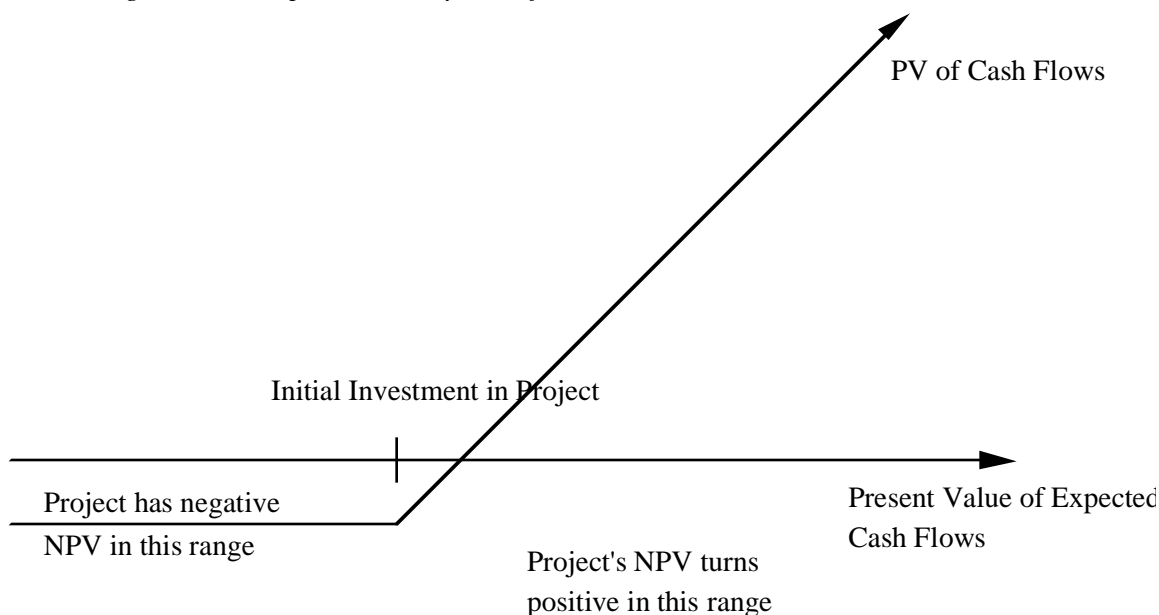 PV of Cash Flows
Initial Investment in Project
Project has negative
NPV in this range
Present Value of Expected
Cash Flows
Project's NPV turns
positive in this range